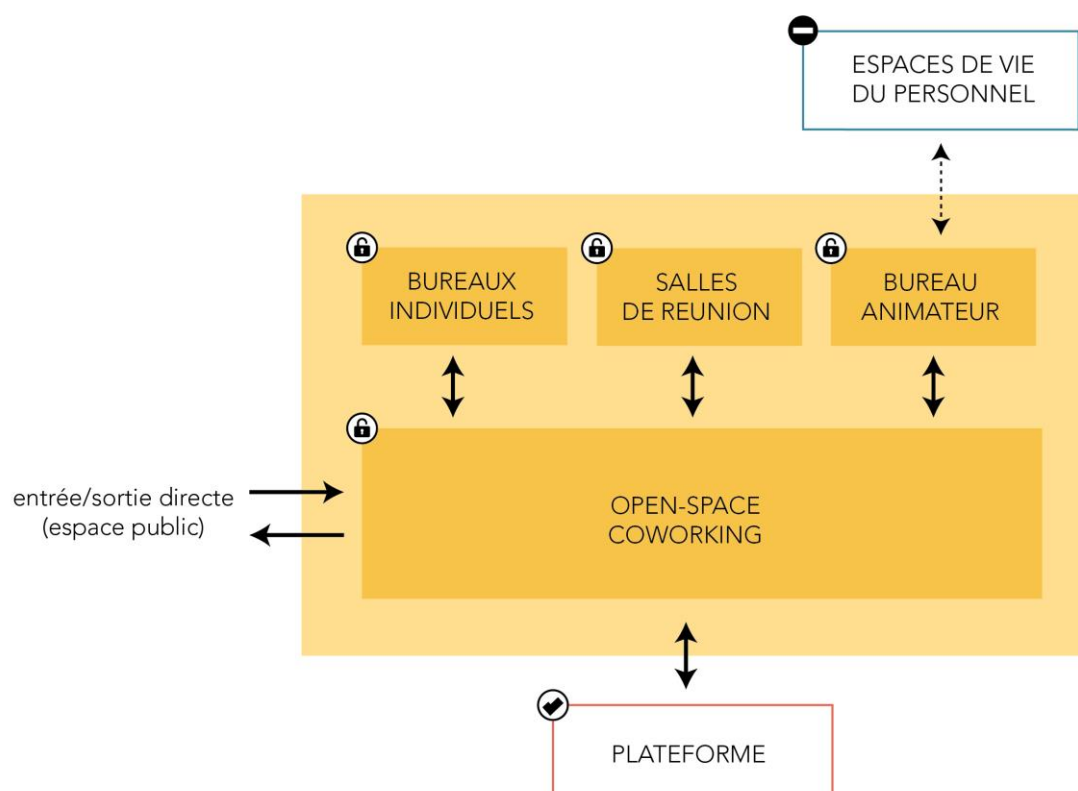 ESPACES DE VIE
DU PERSONNEL
BUREAUX
INDIVIDUELS
SALLES
DE REUNION
BUREAU
ANIMATEUR
entrée/sortie directe
(espace public)
OPEN-SPACE
COWORKING
PLATEFORME